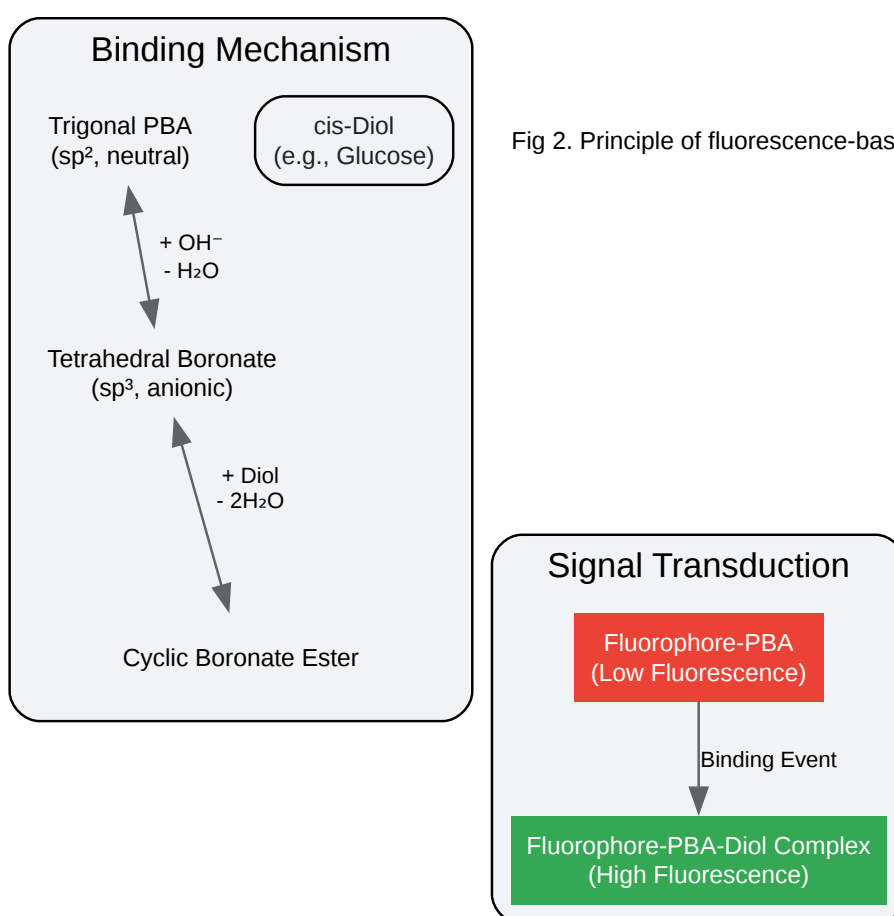 Binding Mechanism
Trigonal PBA
(sp², neutral)
cis-Diol
(e.g., Glucose)
+ OH⁻
- H₂O
Tetrahedral Boronate
(sp³, anionic)
+ Diol
- 2H₂O
Cyclic Boronate Ester
Fig 2. Principle of fluorescence-bas
Signal Transduction
Fluorophore-PBA
(Low Fluorescence)
Binding Event
Fluorophore-PBA-Diol Complex
(High Fluorescence)